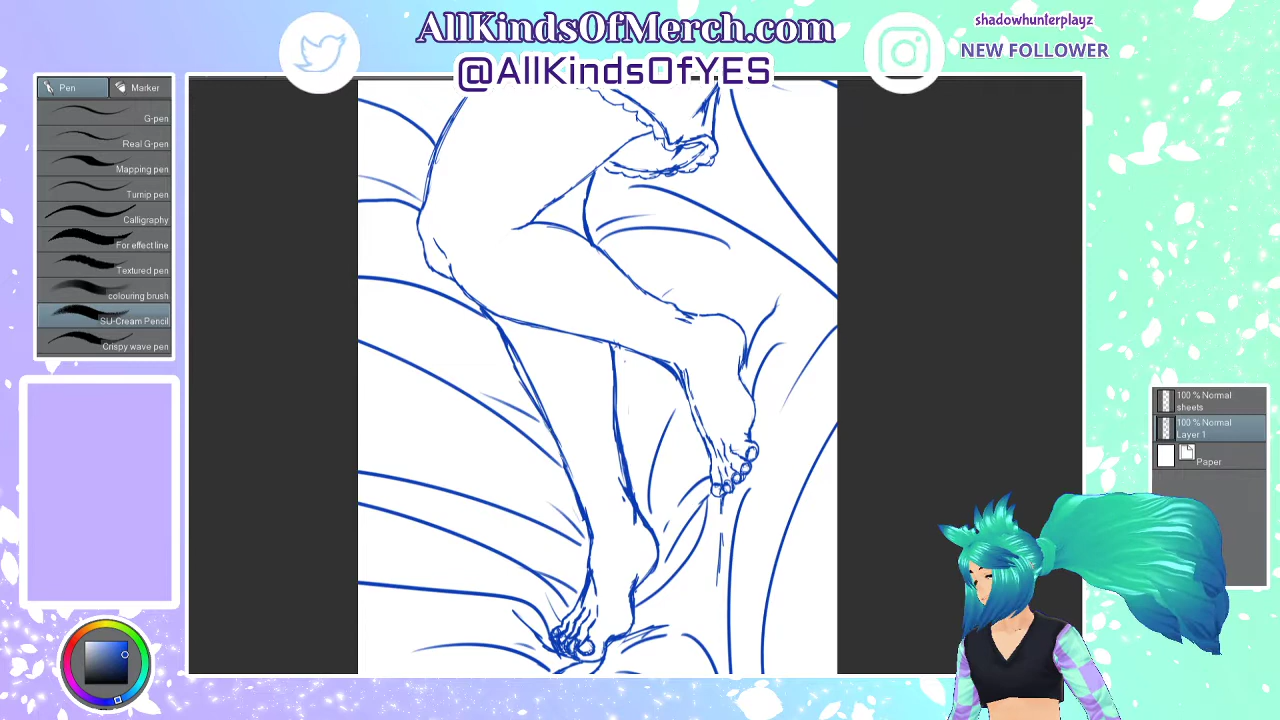 AllKindsOfMerch.com
@AllKindsOfYES
shadowhunterplayz
NEW FOLLOWER
Pen
Marker
G-pen
Real G-pen
Mapping pen
Turnip pen
Calligraphy
For effect line
Textured pen
colouring brush
SU-Cream Pencil
Crispy wave pen
100 % Normal
sheets
100 % Normal
Layer 1
Paper